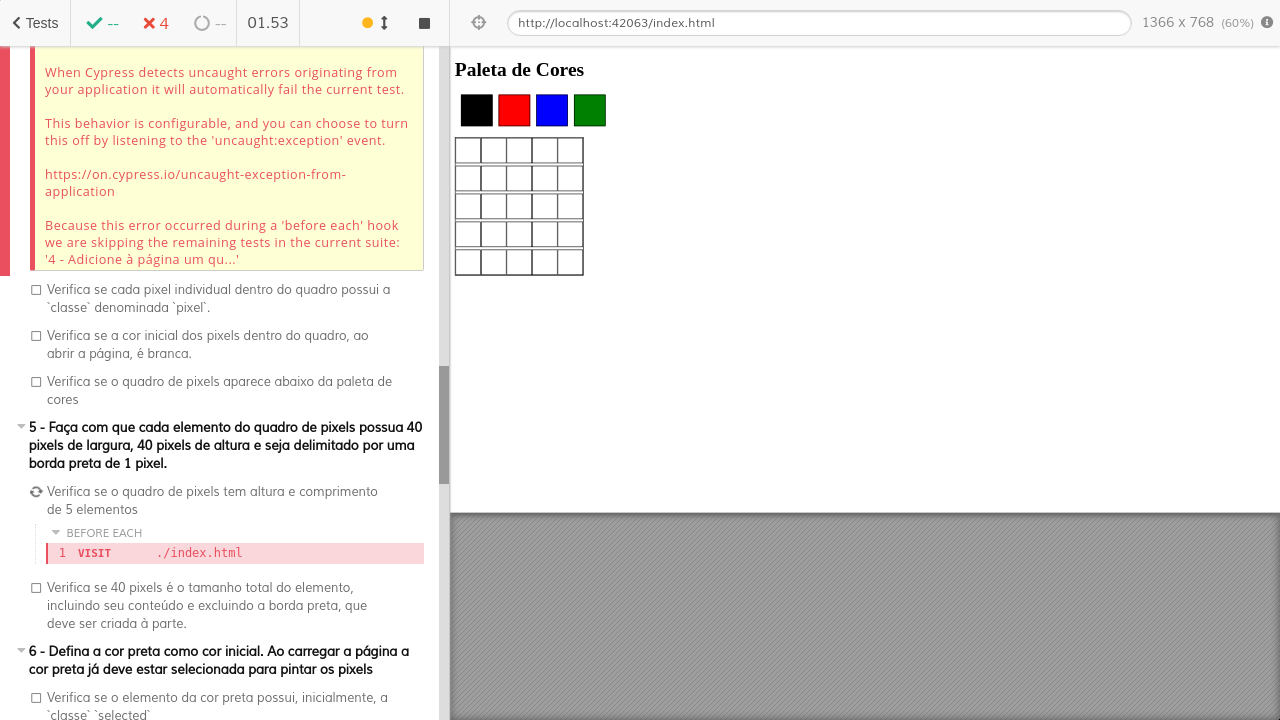 Tests
--
4
--
01.53
http://localhost:42063/index.html
1366 x 768 (60%)
When Cypress detects uncaught errors originating from
your application it will automatically fail the current test.
This behavior is configurable, and you can choose to turn
this off by listening to the 'uncaught:exception' event.
https://on.cypress.io/uncaught-exception-from-
application
Because this error occurred during a 'before each' hook
we are skipping the remaining tests in the current suite:
'4 - Adicione à página um qu...'
Verifica se cada pixel individual dentro do quadro possui a
`classe` denominada `pixel`.
Verifica se a cor inicial dos pixels dentro do quadro, ao
abrir a página, é branca.
Verifica se o quadro de pixels aparece abaixo da paleta de
cores
5 - Faça com que cada elemento do quadro de pixels possua 40
pixels de largura, 40 pixels de altura e seja delimitado por uma
borda preta de 1 pixel.
Verifica se o quadro de pixels tem altura e comprimento
de 5 elementos
BEFORE EACH
1 VISIT ./index.html
Verifica se 40 pixels é o tamanho total do elemento,
incluindo seu conteúdo e excluindo a borda preta, que
deve ser criada à parte.
6 - Defina a cor preta como cor inicial. Ao carregar a página a
cor preta já deve estar selecionada para pintar os pixels
Verifica se o elemento da cor preta possui, inicialmente, a
`classe` `selected`
Paleta de Cores